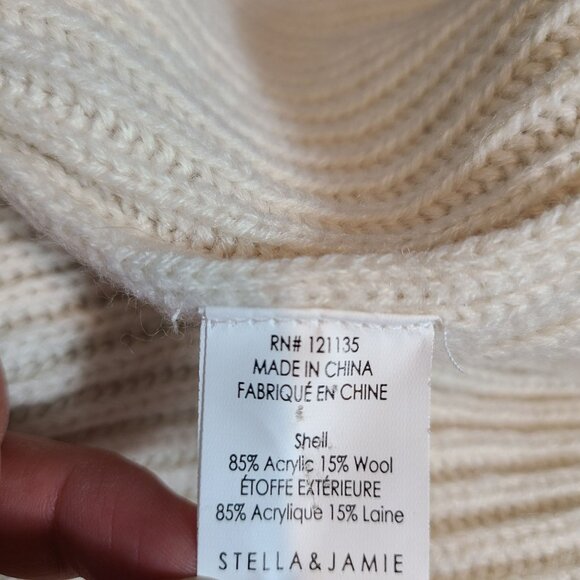 RN# 121135
MADE IN CHINA
FABRIQUÉ EN CHINE
Shell
85% Acrylic 15% Wool
ÉTOFFE EXTÉRIEURE
85% Acrylique 15% Laine
STELLA&JAMIE